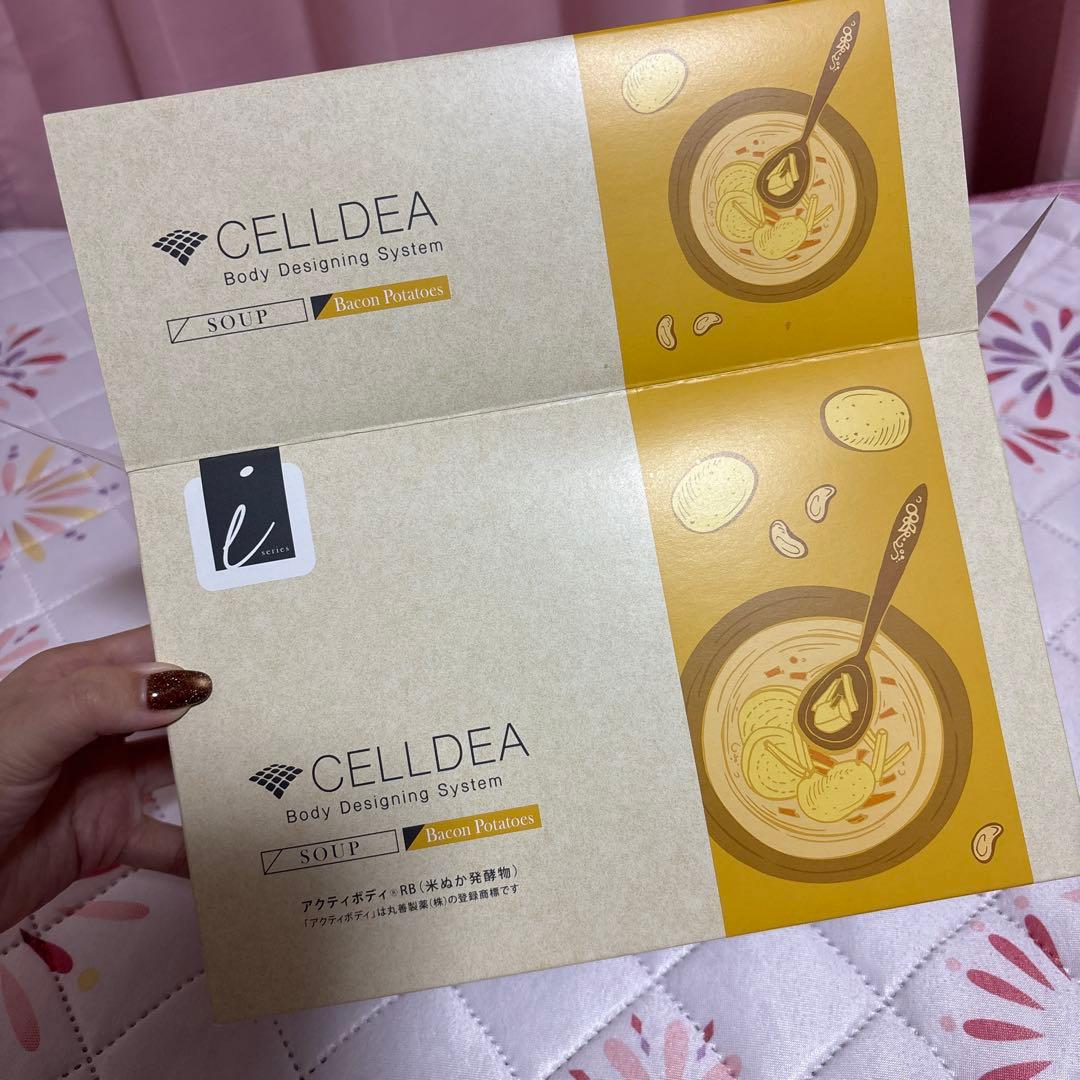 CELLDEA
Body Designing System
SOUP Bacon Potatoes
i
series
CELLDEA
Body Designing System
SOUP Bacon Potatoes
アクティボディ®RB(米ぬか発酵物)
「アクティボディ」は丸善製薬(株)の登録商標です